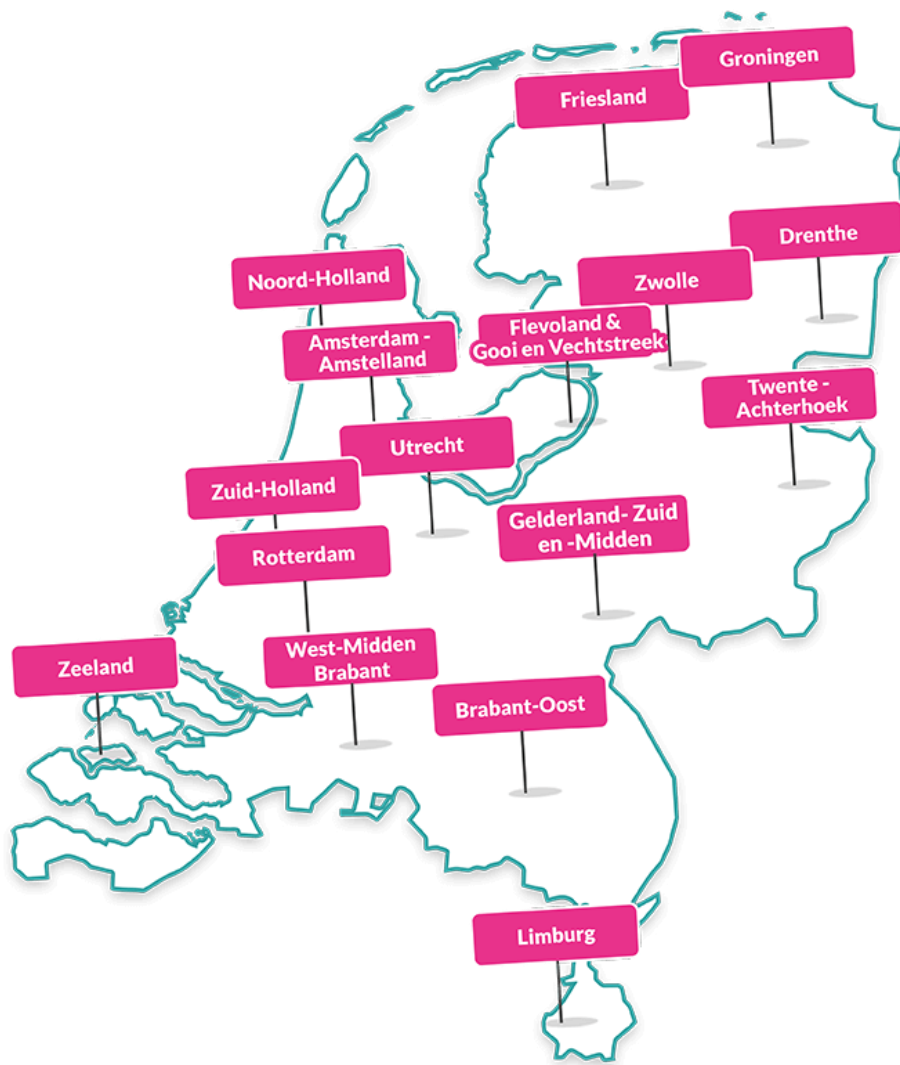 Groningen
Friesland
Drenthe
Noord-Holland
Zwolle
Flevoland &
Gooi en Vechtstreek
Amsterdam -
Amstelland
Twente -
Achterhoek
Utrecht
Zuid-Holland
Gelderland- Zuid
en -Midden
Rotterdam
West-Midden
Brabant
Zeeland
Brabant-Oost
Limburg